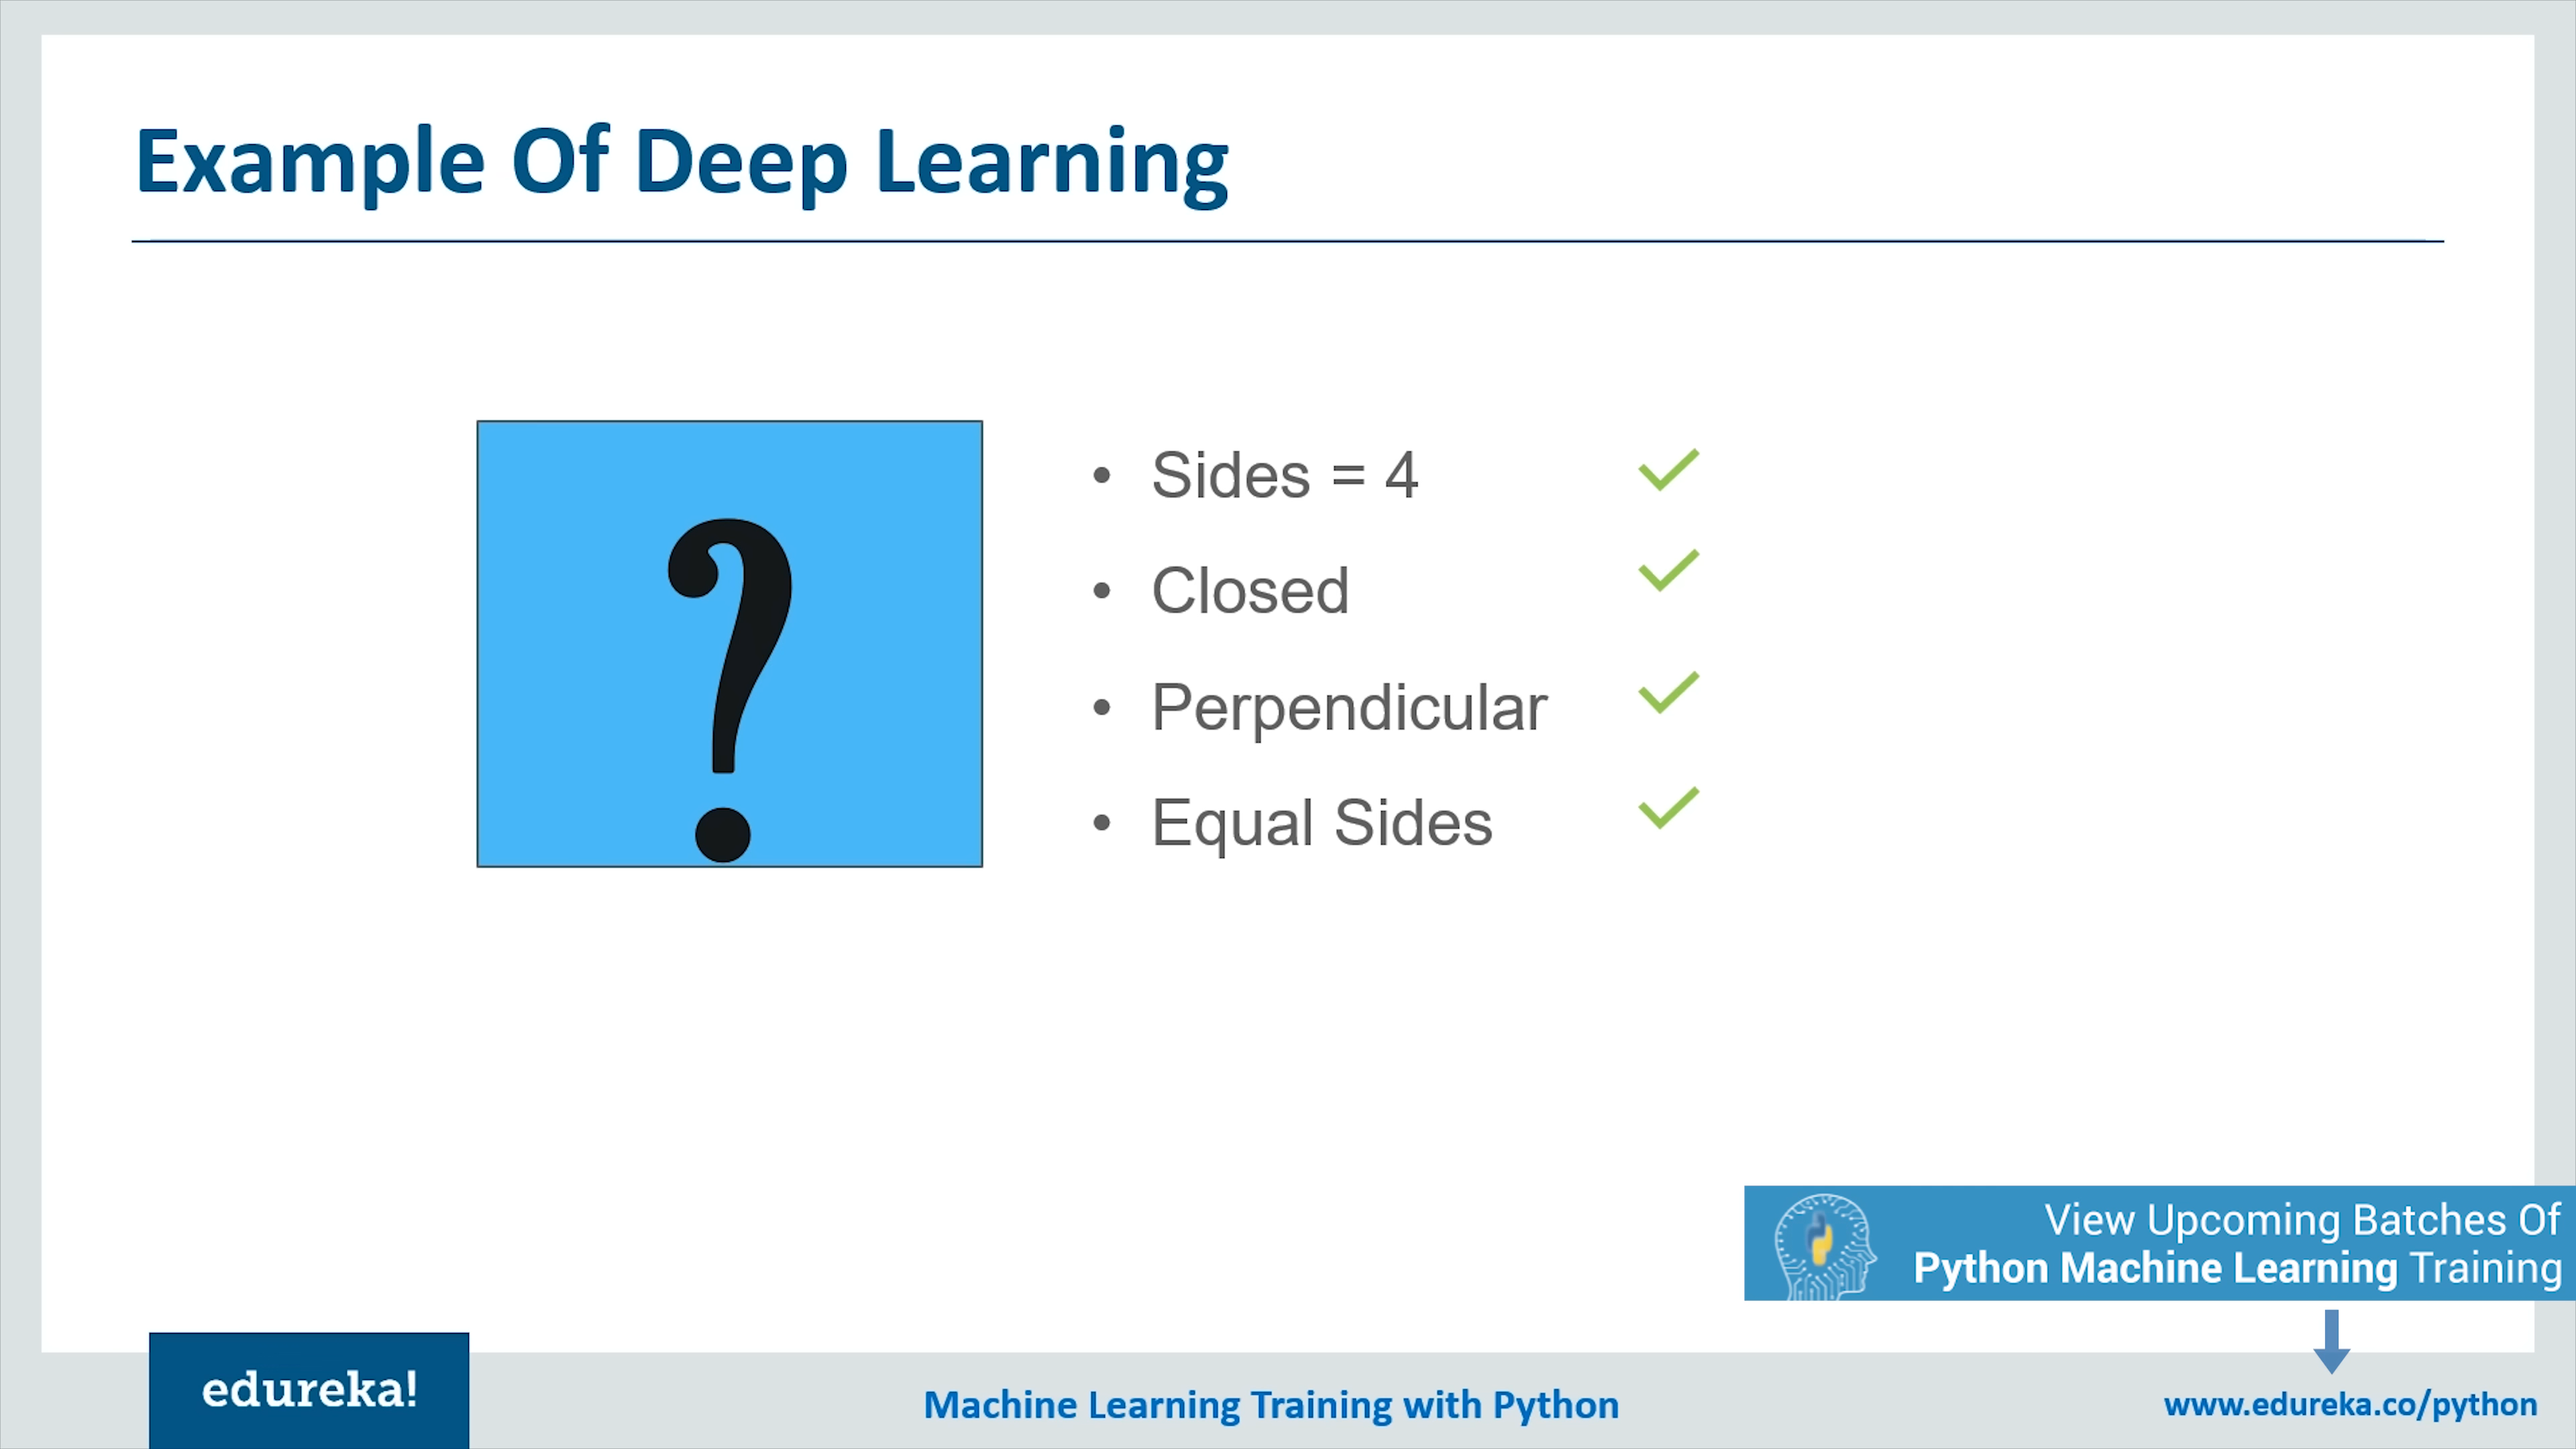 Example Of Deep Learning
?
• Sides = 4
• Closed
• Perpendicular
• Equal Sides
View Upcoming Batches Of
Python Machine Learning Training
edureka!
Machine Learning Training with Python
www.edureka.co/python